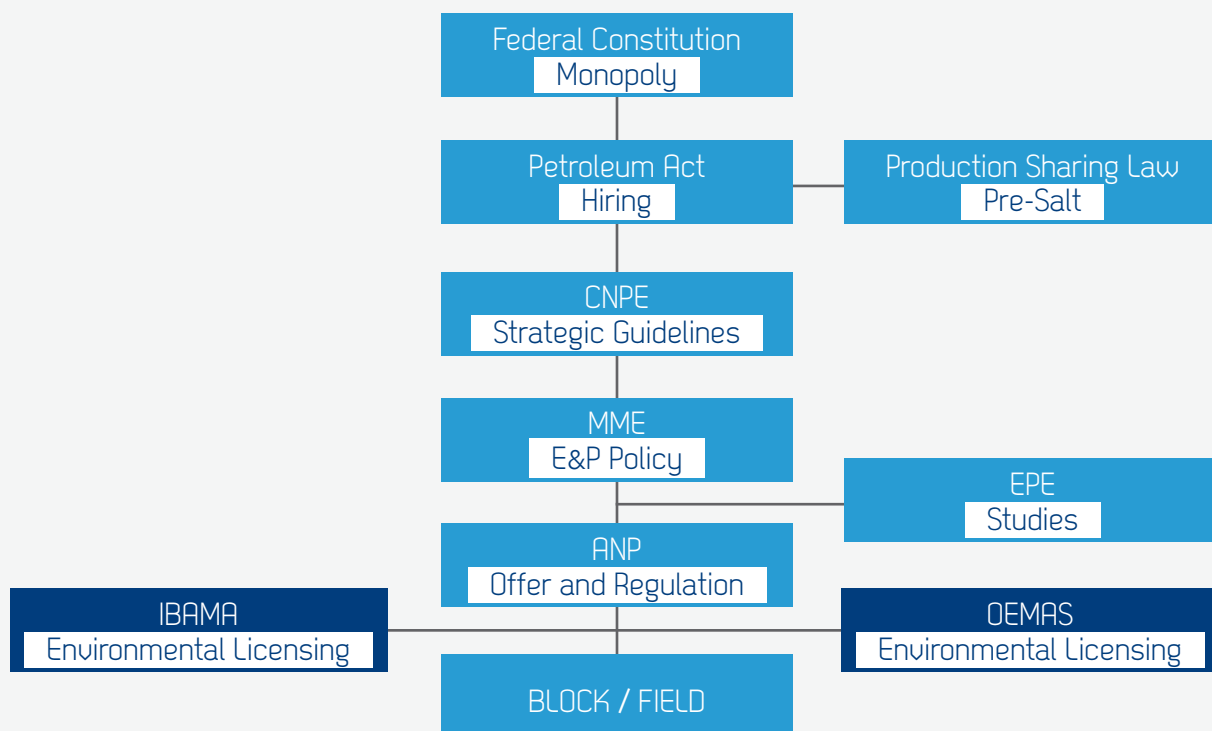 Federal Constitution
Monopoly
Petroleum Act
Hiring
Production Sharing Law
Pre-Salt
CNPE
Strategic Guidelines
MME
E&P Policy
EPE
Studies
ANP
Offer and Regulation
IBAMA
Environmental Licensing
OEMAS
Environmental Licensing
BLOCK / FIELD